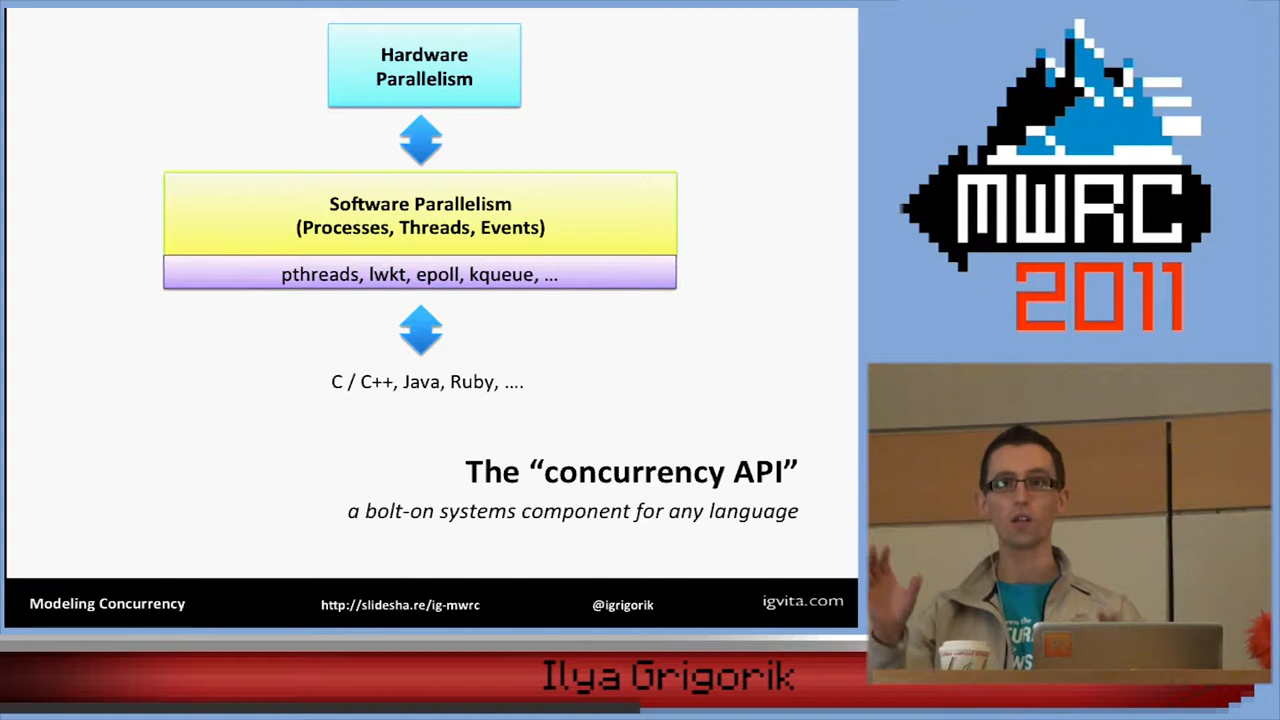 Hardware
Parallelism
Software Parallelism
(Processes, Threads, Events)
pthreads, lwkt, epoll, kqueue, ...
C / C++, Java, Ruby, ....
The “concurrency API”
a bolt-on systems component for any language
Modeling Concurrency
http://slidesha.re/ig-mwrc
@igrigorik
igvita.com
MWRC
2011
Ilya Grigorik